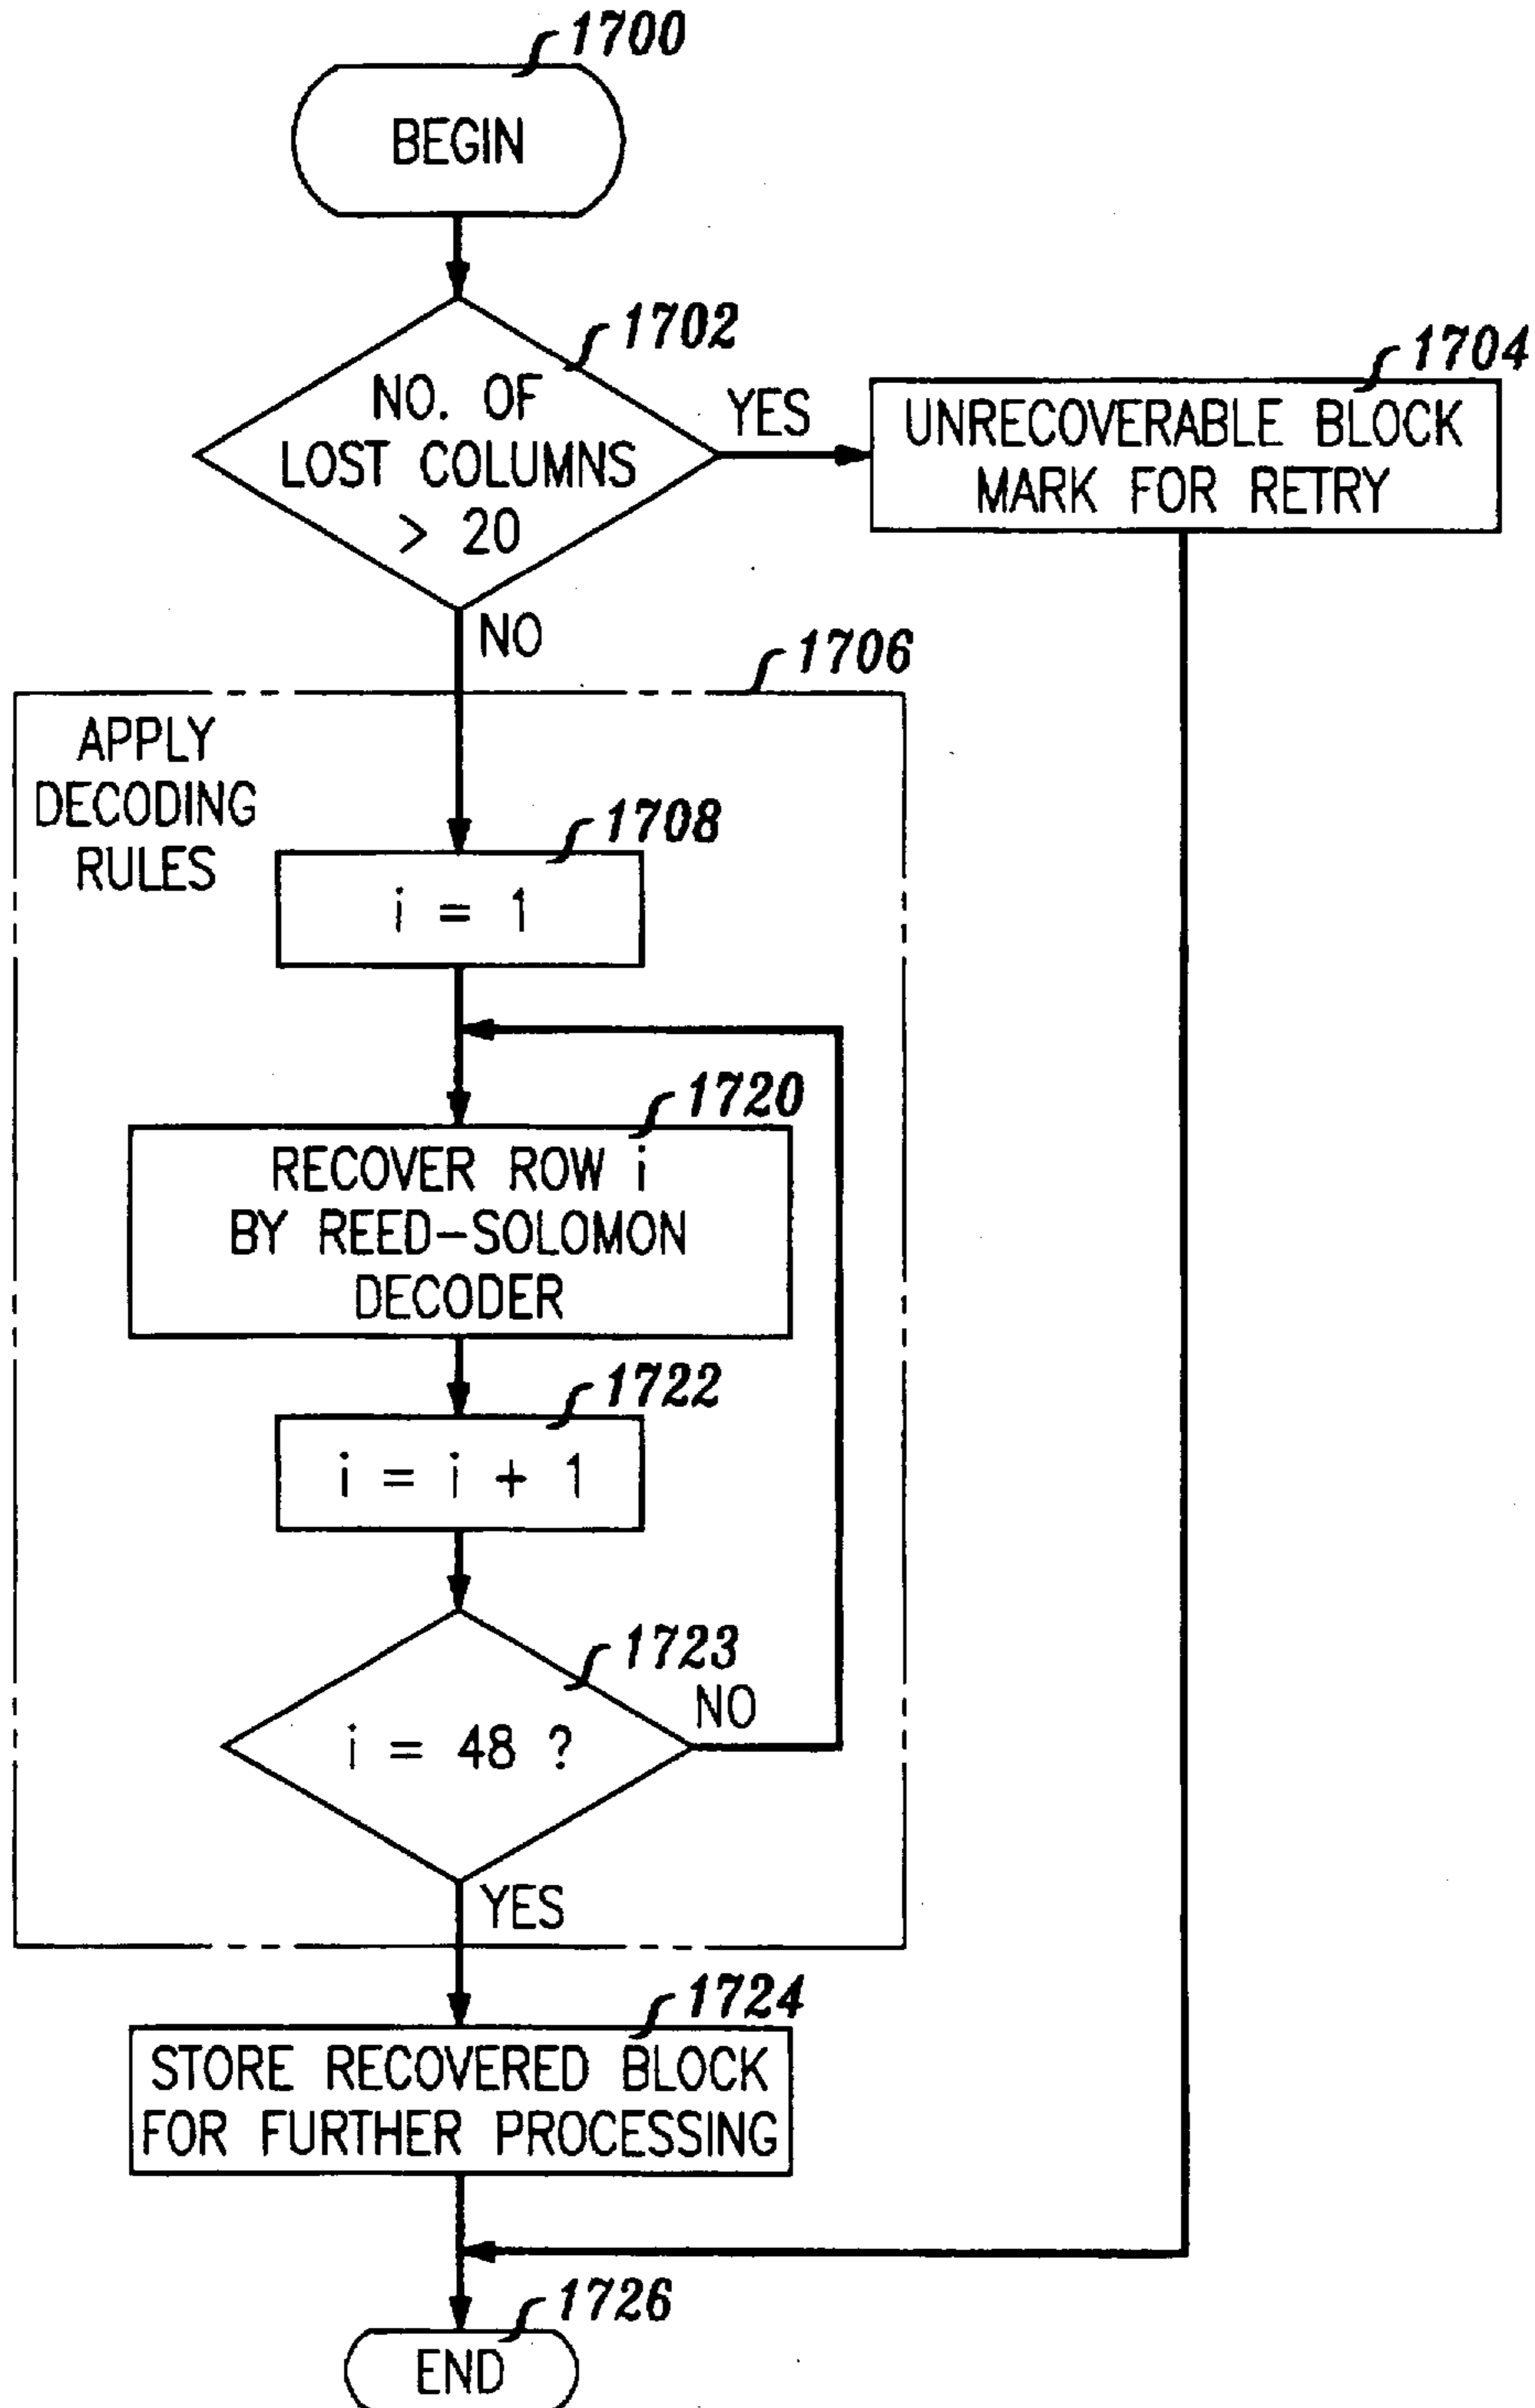 1700
BEGIN
1702
NO. OF
LOST COLUMNS
> 20
YES
1704
UNRECOVERABLE BLOCK
MARK FOR RETRY
NO
1706
APPLY
DECODING
RULES
1708
i = 1
1720
RECOVER ROW i
BY REED-SOLOMON
DECODER
1722
i = i + 1
1723
i = 48 ?
NO
YES
1724
STORE RECOVERED BLOCK
FOR FURTHER PROCESSING
1726
END